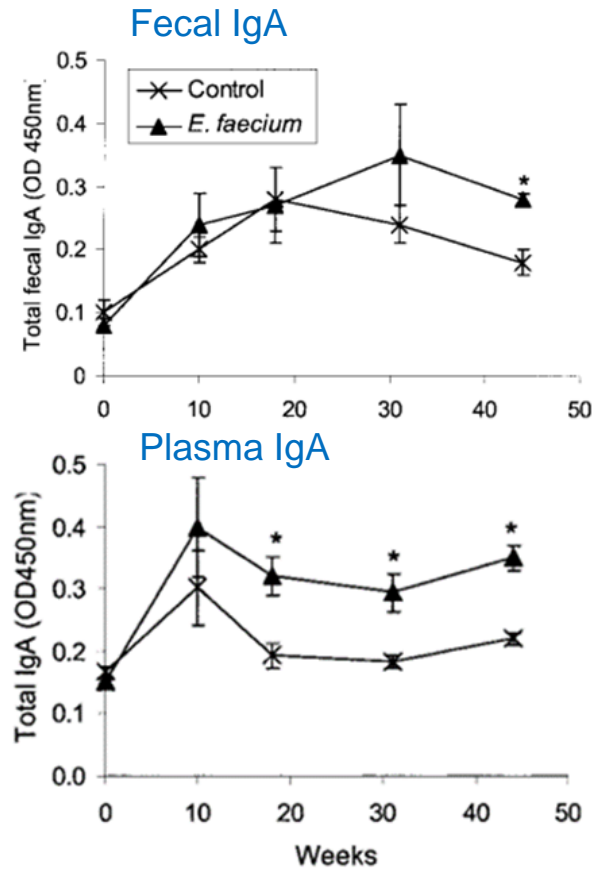 Fecal IgA
Total fecal IgA (OD 450nm)
0.5
0.4
0.3
0.2
0.1
0
Control
E. faecium
*
0 10 20 30 40 50
Plasma IgA
Total IgA (OD450nm)
0.5
0.4
0.3
0.2
0.1
0.0
* * *
0 10 20 30 40 50
Weeks